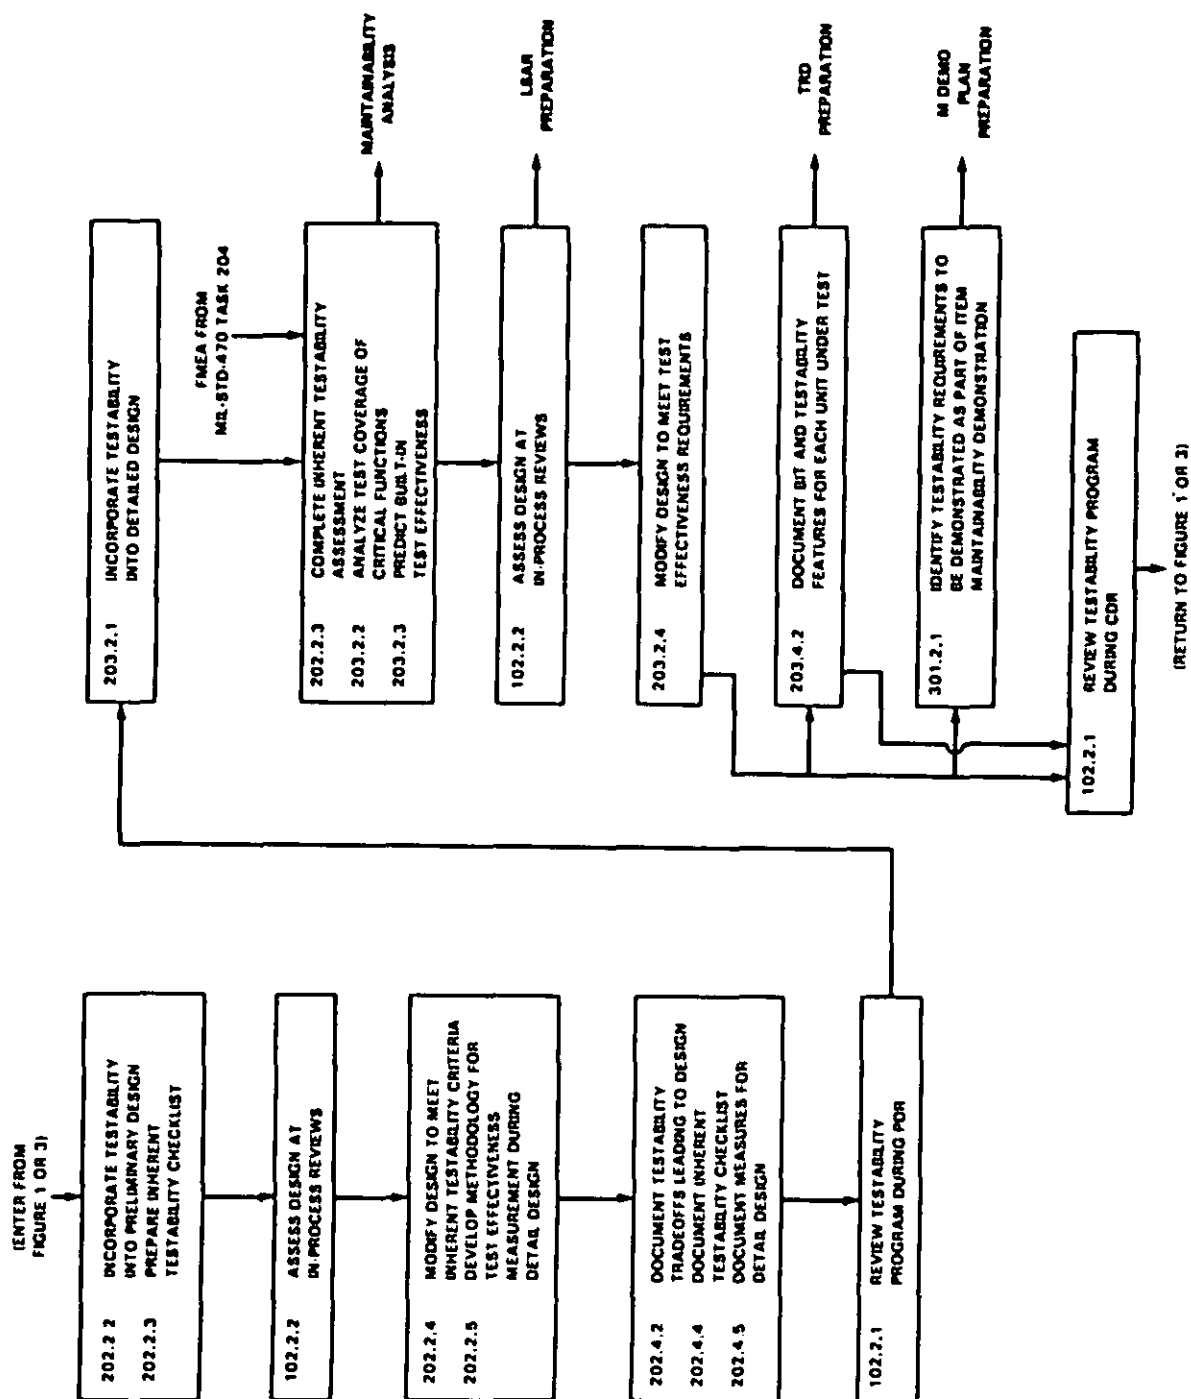 (ENTER FROM
FIGURE 1 OR 3)
202.2 2 INCORPORATE TESTABILITY
INTO PRELIMINARY DESIGN
202.2.3 PREPARE INHERENT
TESTABILITY CHECKLIST
102.2.2 ASSESS DESIGN AT
IN-PROCESS REVIEWS
202.2.4 MODIFY DESIGN TO MEET
INHERENT TESTABILITY CRITERIA
202.2.5 DEVELOP METHODOLOGY FOR
TEST EFFECTIVENESS
MEASUREMENT DURING
DETAIL DESIGN
202.4.2 DOCUMENT TESTABILITY
TRADEOFFS LEADING TO DESIGN
202.4.4 DOCUMENT INHERENT
TESTABILITY CHECKLIST
202.4.5 DOCUMENT MEASURES FOR
DETAIL DESIGN
102.2.1 REVIEW TESTABILITY
PROGRAM DURING PDR
203.2.1 INCORPORATE TESTABILITY
INTO DETAILED DESIGN
FMEA FROM
MIL-STD-470 TASK 204
202.2.3 COMPLETE INHERENT TESTABILITY
ASSESSMENT
203.2.2 ANALYZE TEST COVERAGE OF
CRITICAL FUNCTIONS
203.2.3 PREDICT BUILT-IN
TEST EFFECTIVENESS
MAINTAINABILITY
ANALYSIS
102.2.2 ASSESS DESIGN AT
IN-PROCESS REVIEWS
LSAR
PREPARATION
203.2.4 MODIFY DESIGN TO MEET TEST
EFFECTIVENESS REQUIREMENTS
203.4.2 DOCUMENT BIT AND TESTABILITY
FEATURES FOR EACH UNIT UNDER TEST
TRD
PREPARATION
301.2.1 IDENTIFY TESTABILITY REQUIREMENTS TO
BE DEMONSTRATED AS PART OF ITEM
MAINTAINABILITY DEMONSTRATION
M DEMO
PLAN
PREPARATION
102.2.1 REVIEW TESTABILITY PROGRAM
DURING CDR
(RETURN TO FIGURE 1 OR 3)